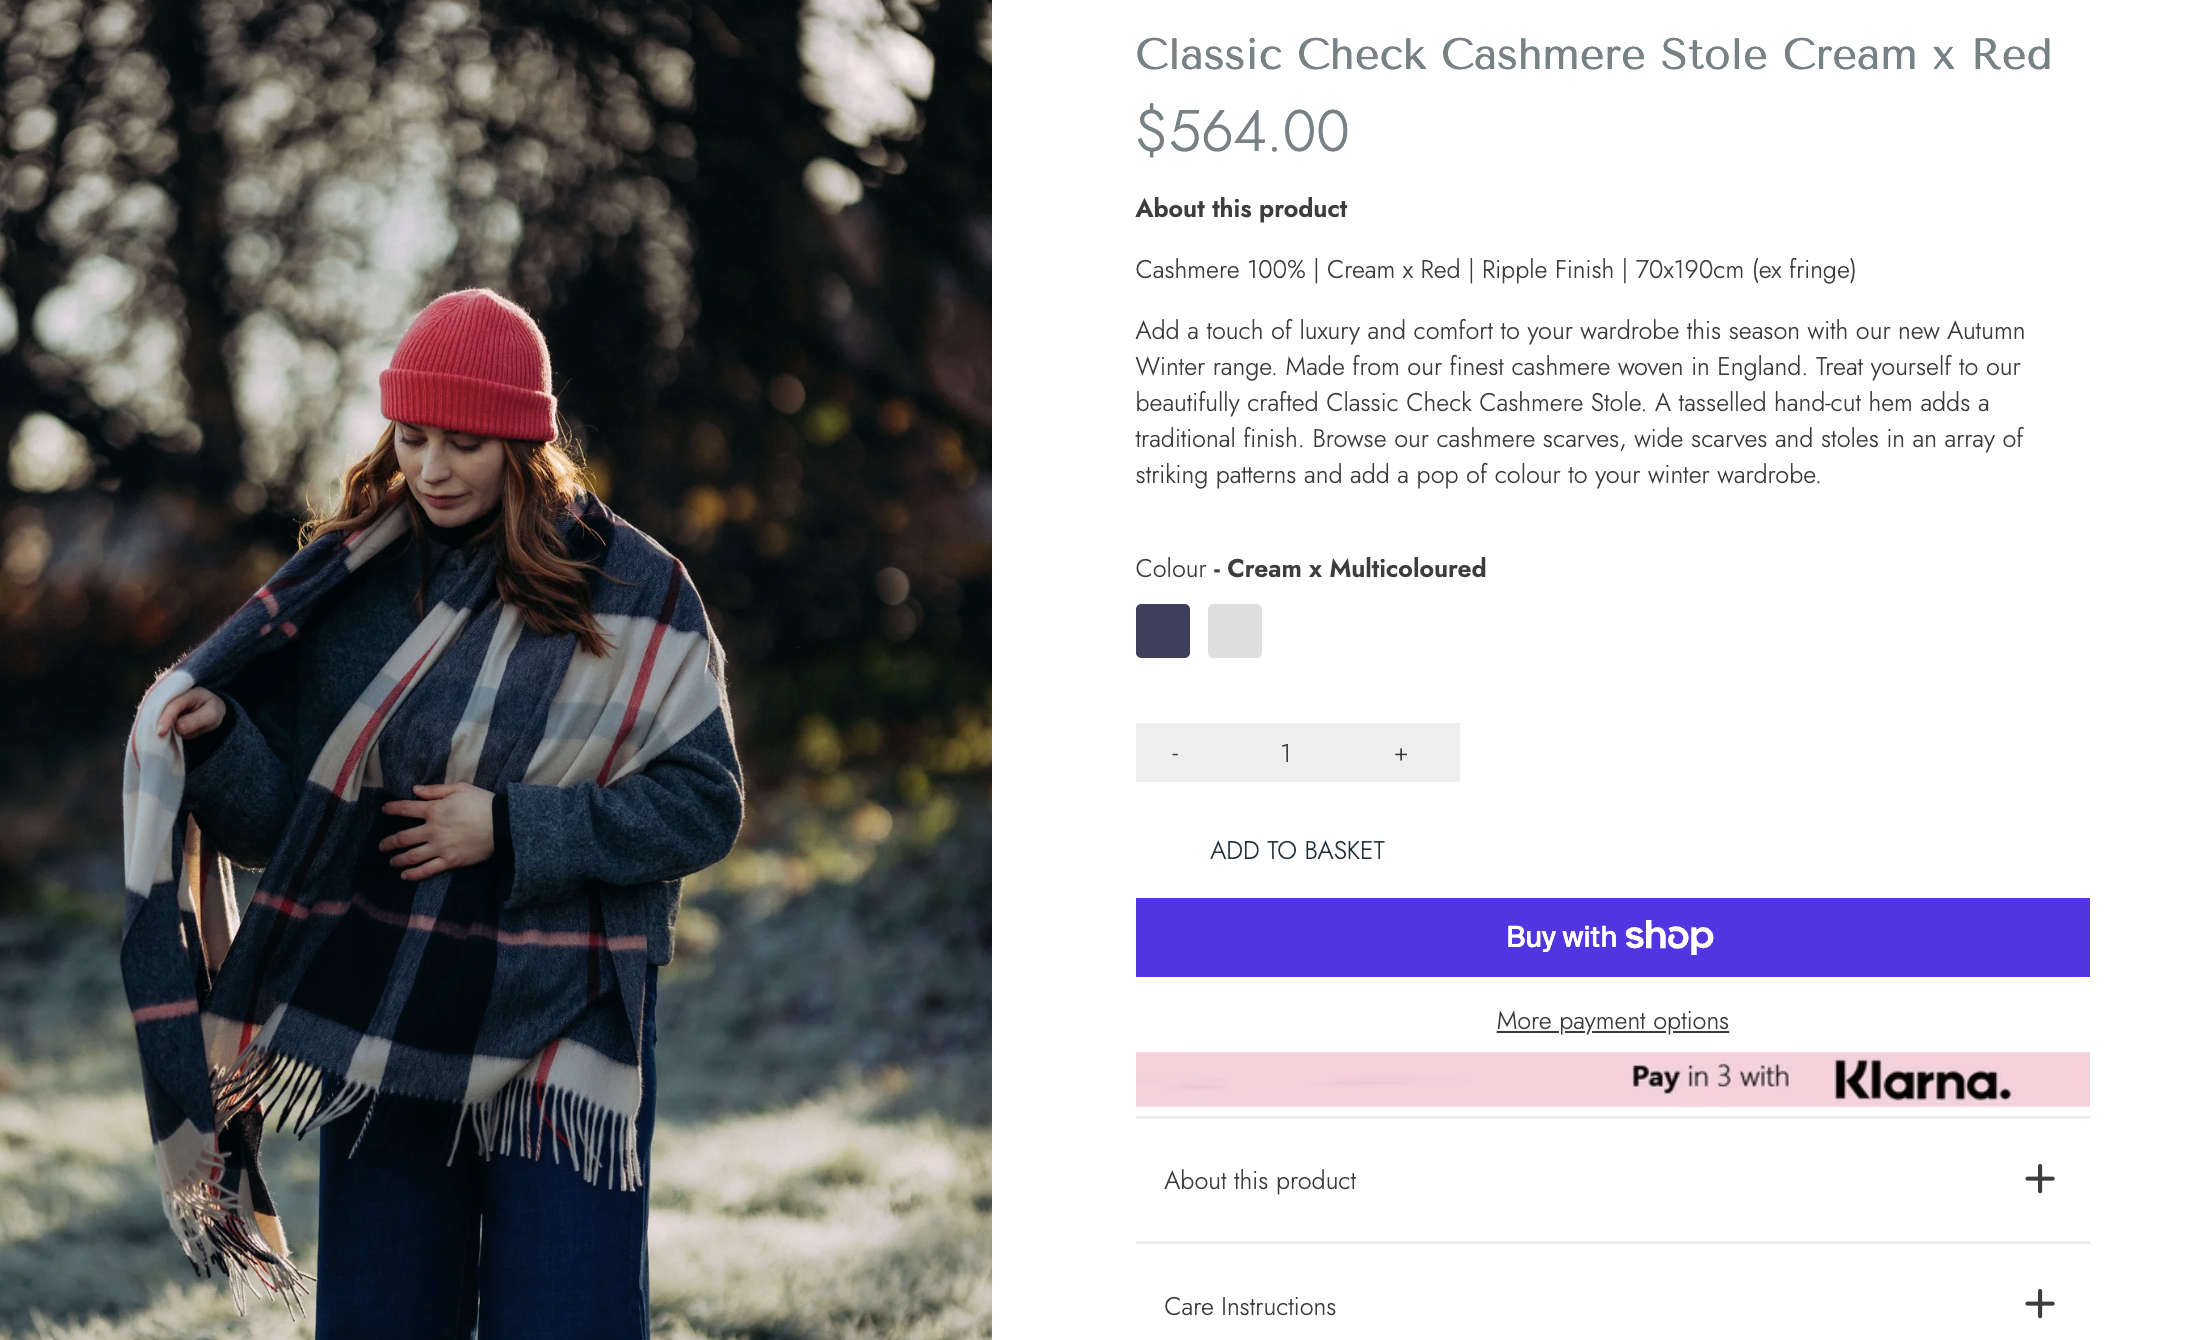 Classic Check Cashmere Stole Cream x Red
$564.00
About this product
Cashmere 100% | Cream x Red | Ripple Finish | 70x190cm (ex fringe)
Add a touch of luxury and comfort to your wardrobe this season with our new Autumn
Winter range. Made from our finest cashmere woven in England. Treat yourself to our
beautifully crafted Classic Check Cashmere Stole. A tasselled hand-cut hem adds a
traditional finish. Browse our cashmere scarves, wide scarves and stoles in an array of
striking patterns and add a pop of colour to your winter wardrobe.
Colour - Cream x Multicoloured
- 1 +
ADD TO BASKET
Buy with shop
More payment options
Pay in 3 with Klarna.
About this product +
Care Instructions +